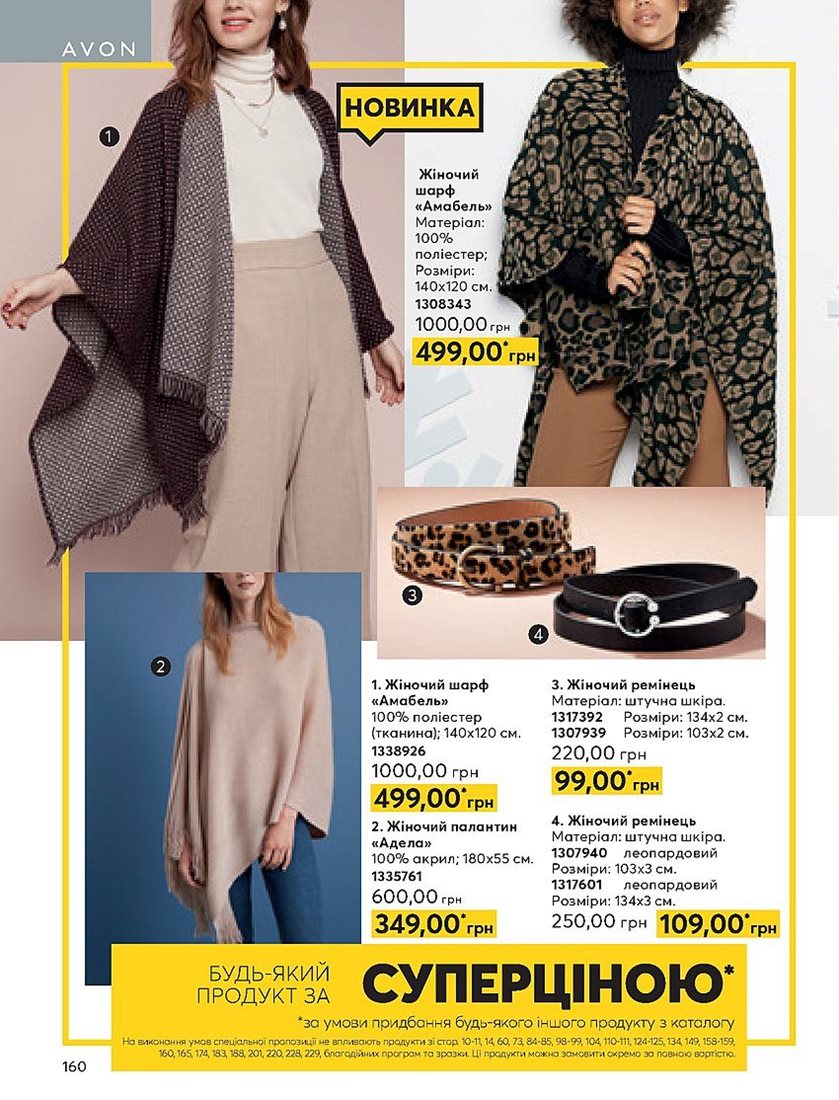 AVON
НОВИНКА
1
Жіночий
шарф
«Амабель»
Матеріал:
100%
поліестер;
Розміри:
140х120 см.
1308343
1000,00 грн
499,00*грн
3
4
2
1. Жіночий шарф
«Амабель»
100% поліестер
(тканина); 140х120 см.
1338926
1000,00 грн
499,00*грн
2. Жіночий палантин
«Адела»
100% акрил; 180х55 см.
1335761
600,00 грн
349,00*грн
3. Жіночий ремінець
Матеріал: штучна шкіра.
1317392 Розміри: 134х2 см.
1307939 Розміри: 103х2 см.
220,00 грн
99,00*грн
4. Жіночий ремінець
Матеріал: штучна шкіра.
1307940 леопардовий
Розміри: 103х3 см.
1317601 леопардовий
Розміри: 134х3 см.
250,00 грн 109,00*грн
БУДЬ-ЯКИЙ
ПРОДУКТ ЗА СУПЕРЦІНОЮ*
*за умови придбання будь-якого іншого продукту з каталогу
На виконання умов спеціальної пропозиції не впливають продукти зі стор. 10-11, 14, 60, 73, 84-85, 98-99, 104, 110-111, 124-125, 134, 149, 158-159,
160, 165, 174, 183, 188, 201, 220, 228, 229, благодійних програм та зразки. Ці продукти можна замовити окремо за повною вартістю.
160